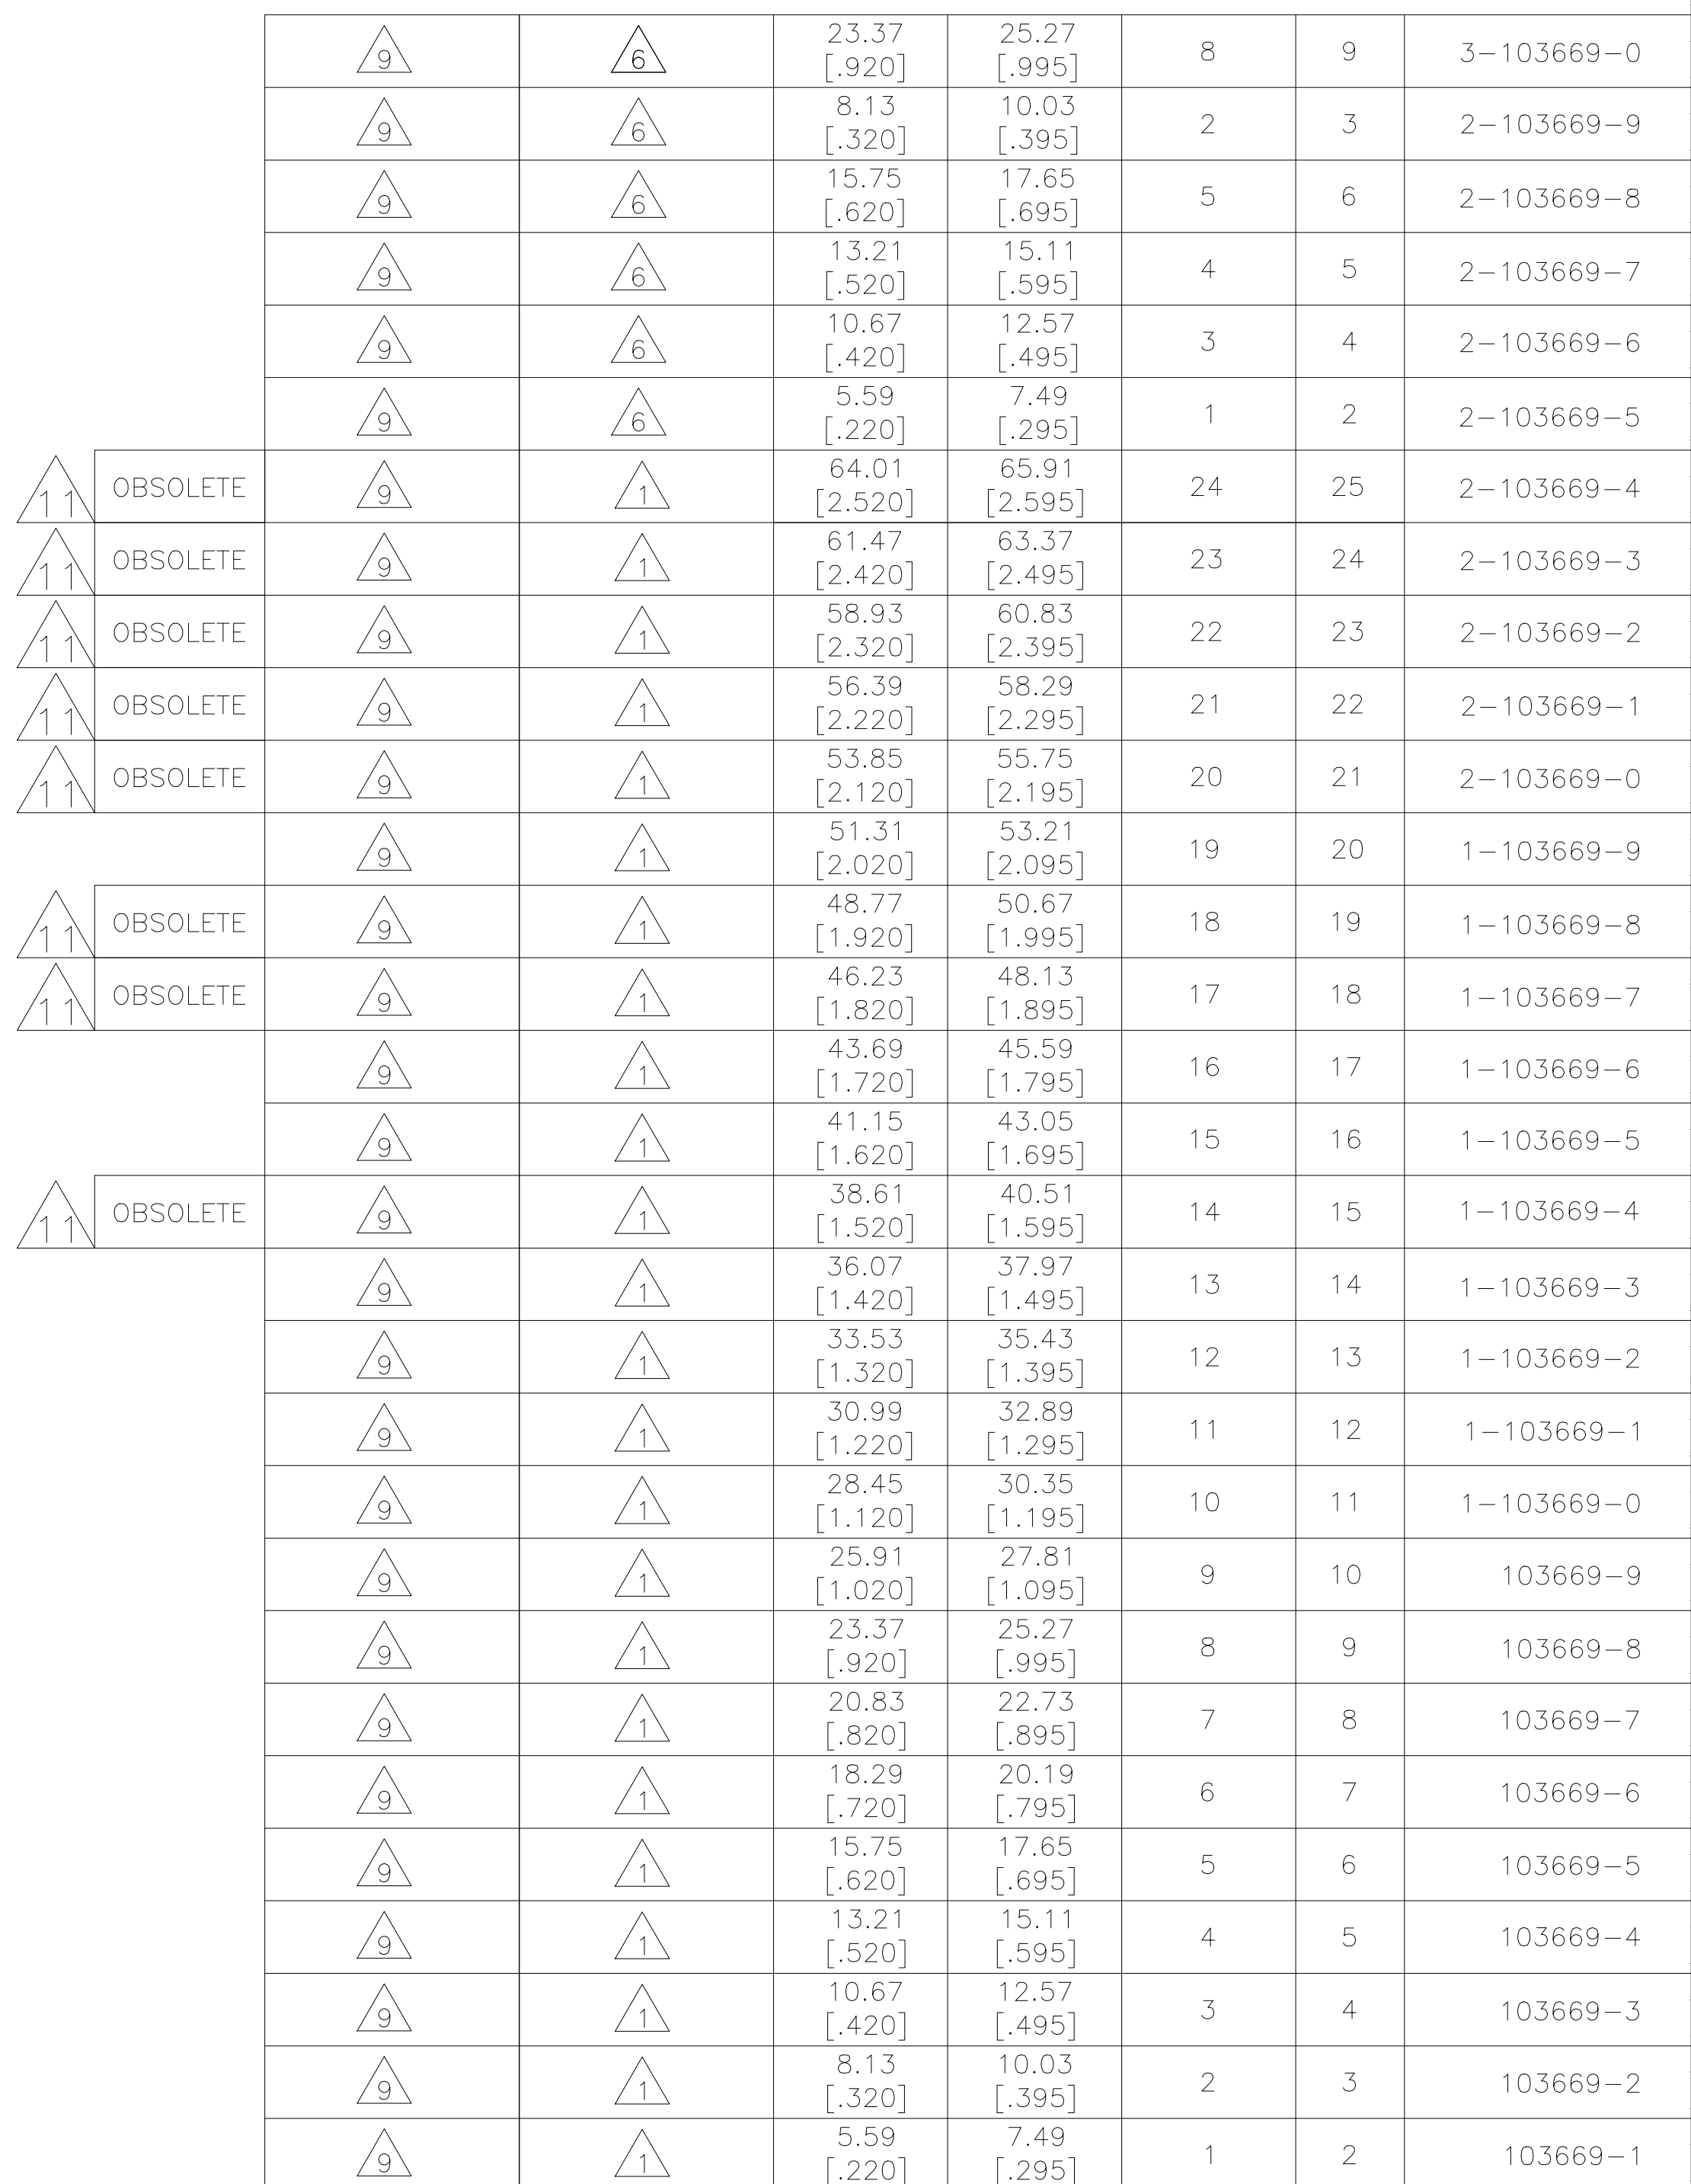 9 6 23.37 25.27 8 9 3-103669-0
[.920] [.995]
9 6 8.13 10.03 2 3 2-103669-9
[.320] [.395]
9 6 15.75 17.65 5 6 2-103669-8
[.620] [.695]
9 6 13.21 15.11 4 5 2-103669-7
[.520] [.595]
9 6 10.67 12.57 3 4 2-103669-6
[.420] [.495]
9 6 5.59 7.49 1 2 2-103669-5
[.220] [.295]
11 OBSOLETE 9 1 64.01 65.91 24 25 2-103669-4
[2.520] [2.595]
11 OBSOLETE 9 1 61.47 63.37 23 24 2-103669-3
[2.420] [2.495]
11 OBSOLETE 9 1 58.93 60.83 22 23 2-103669-2
[2.320] [2.395]
11 OBSOLETE 9 1 56.39 58.29 21 22 2-103669-1
[2.220] [2.295]
11 OBSOLETE 9 1 53.85 55.75 20 21 2-103669-0
[2.120] [2.195]
9 1 51.31 53.21 19 20 1-103669-9
[2.020] [2.095]
11 OBSOLETE 9 1 48.77 50.67 18 19 1-103669-8
[1.920] [1.995]
11 OBSOLETE 9 1 46.23 48.13 17 18 1-103669-7
[1.820] [1.895]
9 1 43.69 45.59 16 17 1-103669-6
[1.720] [1.795]
9 1 41.15 43.05 15 16 1-103669-5
[1.620] [1.695]
11 OBSOLETE 9 1 38.61 40.51 14 15 1-103669-4
[1.520] [1.595]
9 1 36.07 37.97 13 14 1-103669-3
[1.420] [1.495]
9 1 33.53 35.43 12 13 1-103669-2
[1.320] [1.395]
9 1 30.99 32.89 11 12 1-103669-1
[1.220] [1.295]
9 1 28.45 30.35 10 11 1-103669-0
[1.120] [1.195]
9 1 25.91 27.81 9 10 103669-9
[1.020] [1.095]
9 1 23.37 25.27 8 9 103669-8
[.920] [.995]
9 1 20.83 22.73 7 8 103669-7
[.820] [.895]
9 1 18.29 20.19 6 7 103669-6
[.720] [.795]
9 1 15.75 17.65 5 6 103669-5
[.620] [.695]
9 1 13.21 15.11 4 5 103669-4
[.520] [.595]
9 1 10.67 12.57 3 4 103669-3
[.420] [.495]
9 1 8.13 10.03 2 3 103669-2
[.320] [.395]
9 1 5.59 7.49 1 2 103669-1
[.220] [.295]